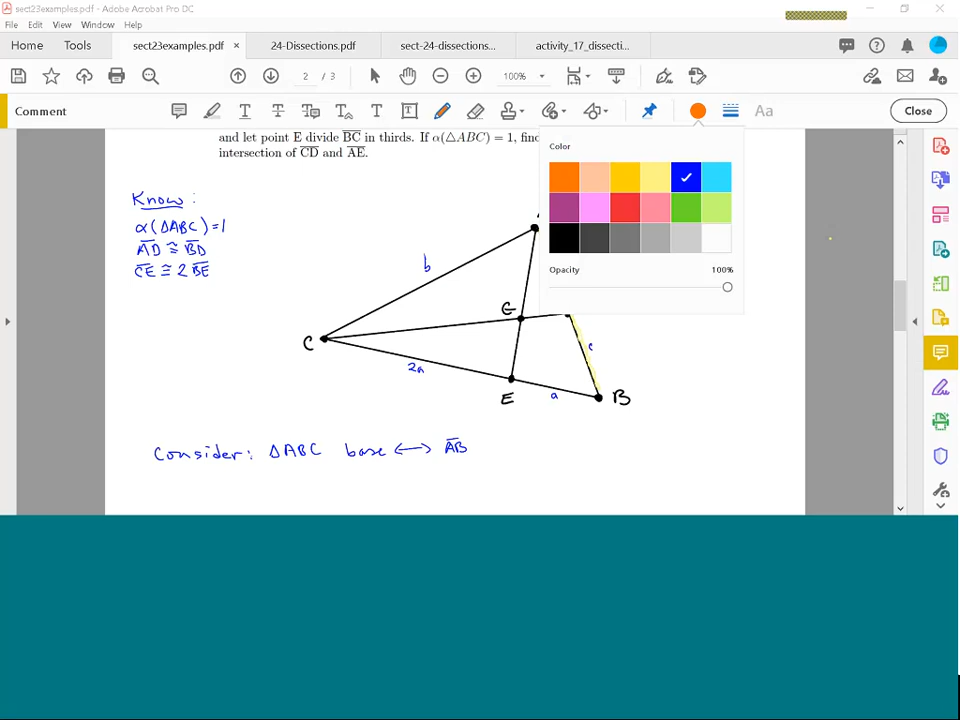 sect23examples.pdf - Adobe Acrobat Pro DC
File Edit View Window Help
Home Tools sect23examples.pdf × 24-Dissections.pdf sect-24-dissections... activity_17_dissecti...
2 / 3 100%
Comment Aa Close
and let point E divide BC in thirds. If α(△ABC) = 1, find
intersection of CD and AE.
Color
Opacity 100%
Know:
α(△ABC)=1
AD ≅ BD
CE ≅ 2 BE
b
G
C
2a
c
E
a
B
Consider: △ABC base ⟷ AB